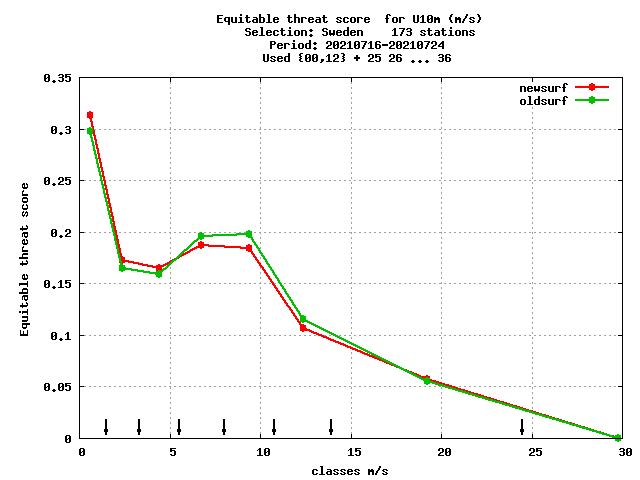 Equitable threat score  for U10m (m/s)
Selection: Sweden    173 stations
Period: 20210716-20210724
Used {00,12} + 25 26 ... 36
newsurf
oldsurf
Equitable threat score
0.35
0.3
0.25
0.2
0.15
0.1
0.05
0
0 5 10 15 20 25 30
classes m/s